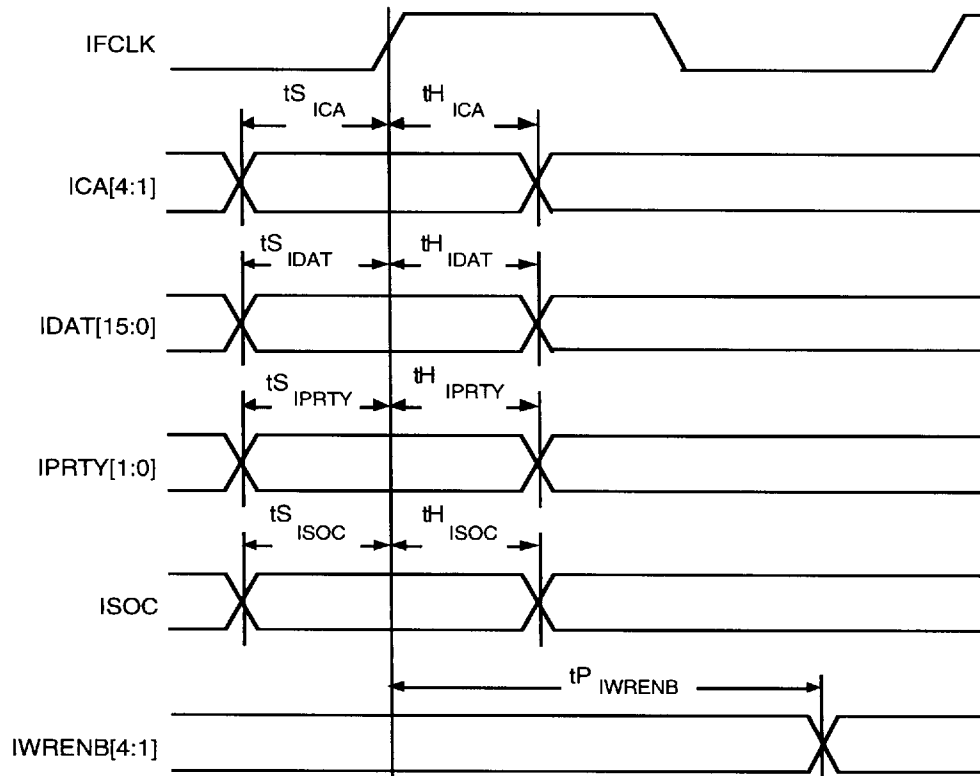 IFCLK
tS ICA tH ICA
ICA[4:1]
tS IDAT tH IDAT
IDAT[15:0]
tS IPRTY tH IPRTY
IPRTY[1:0]
tS ISOC tH ISOC
ISOC
tP IWRENB
IWRENB[4:1]